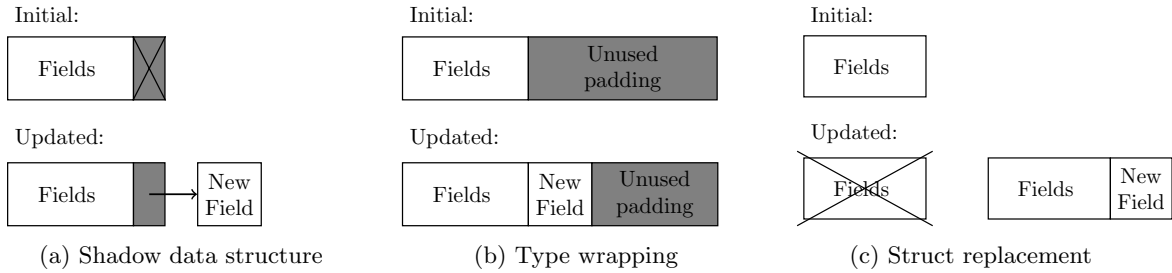 Initial:
Fields
Updated:
Fields
New
Field
(a) Shadow data structure
Initial:
Fields
Unused
padding
Updated:
Fields
New
Field
Unused
padding
(b) Type wrapping
Initial:
Fields
Updated:
Fields
Fields
New
Field
(c) Struct replacement